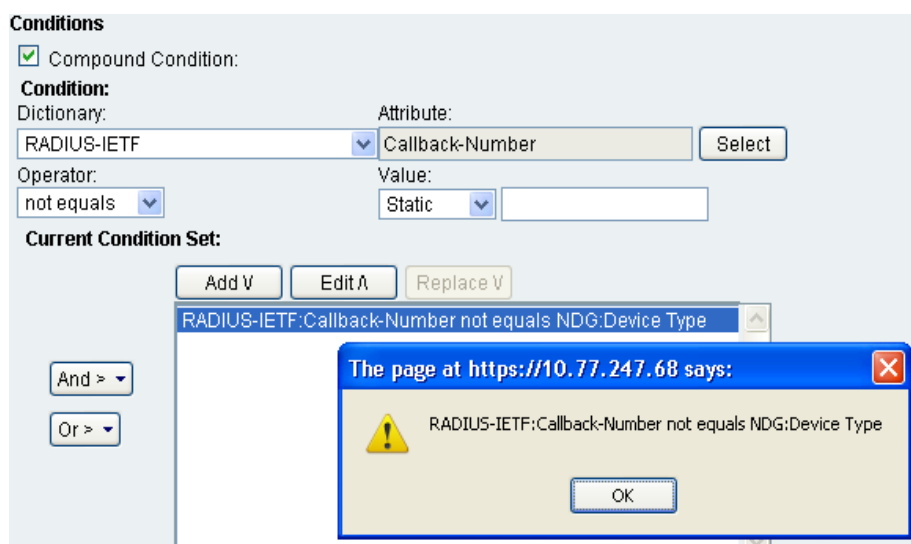 Conditions
Compound Condition:
Condition:
Dictionary: Attribute:
RADIUS-IETF Callback-Number Select
Operator: Value:
not equals Static
Current Condition Set:
Add V Edit Λ Replace V
RADIUS-IETF:Callback-Number not equals NDG:Device Type
The page at https://10.77.247.68 says:
And >
RADIUS-IETF:Callback-Number not equals NDG:Device Type
Or >
OK